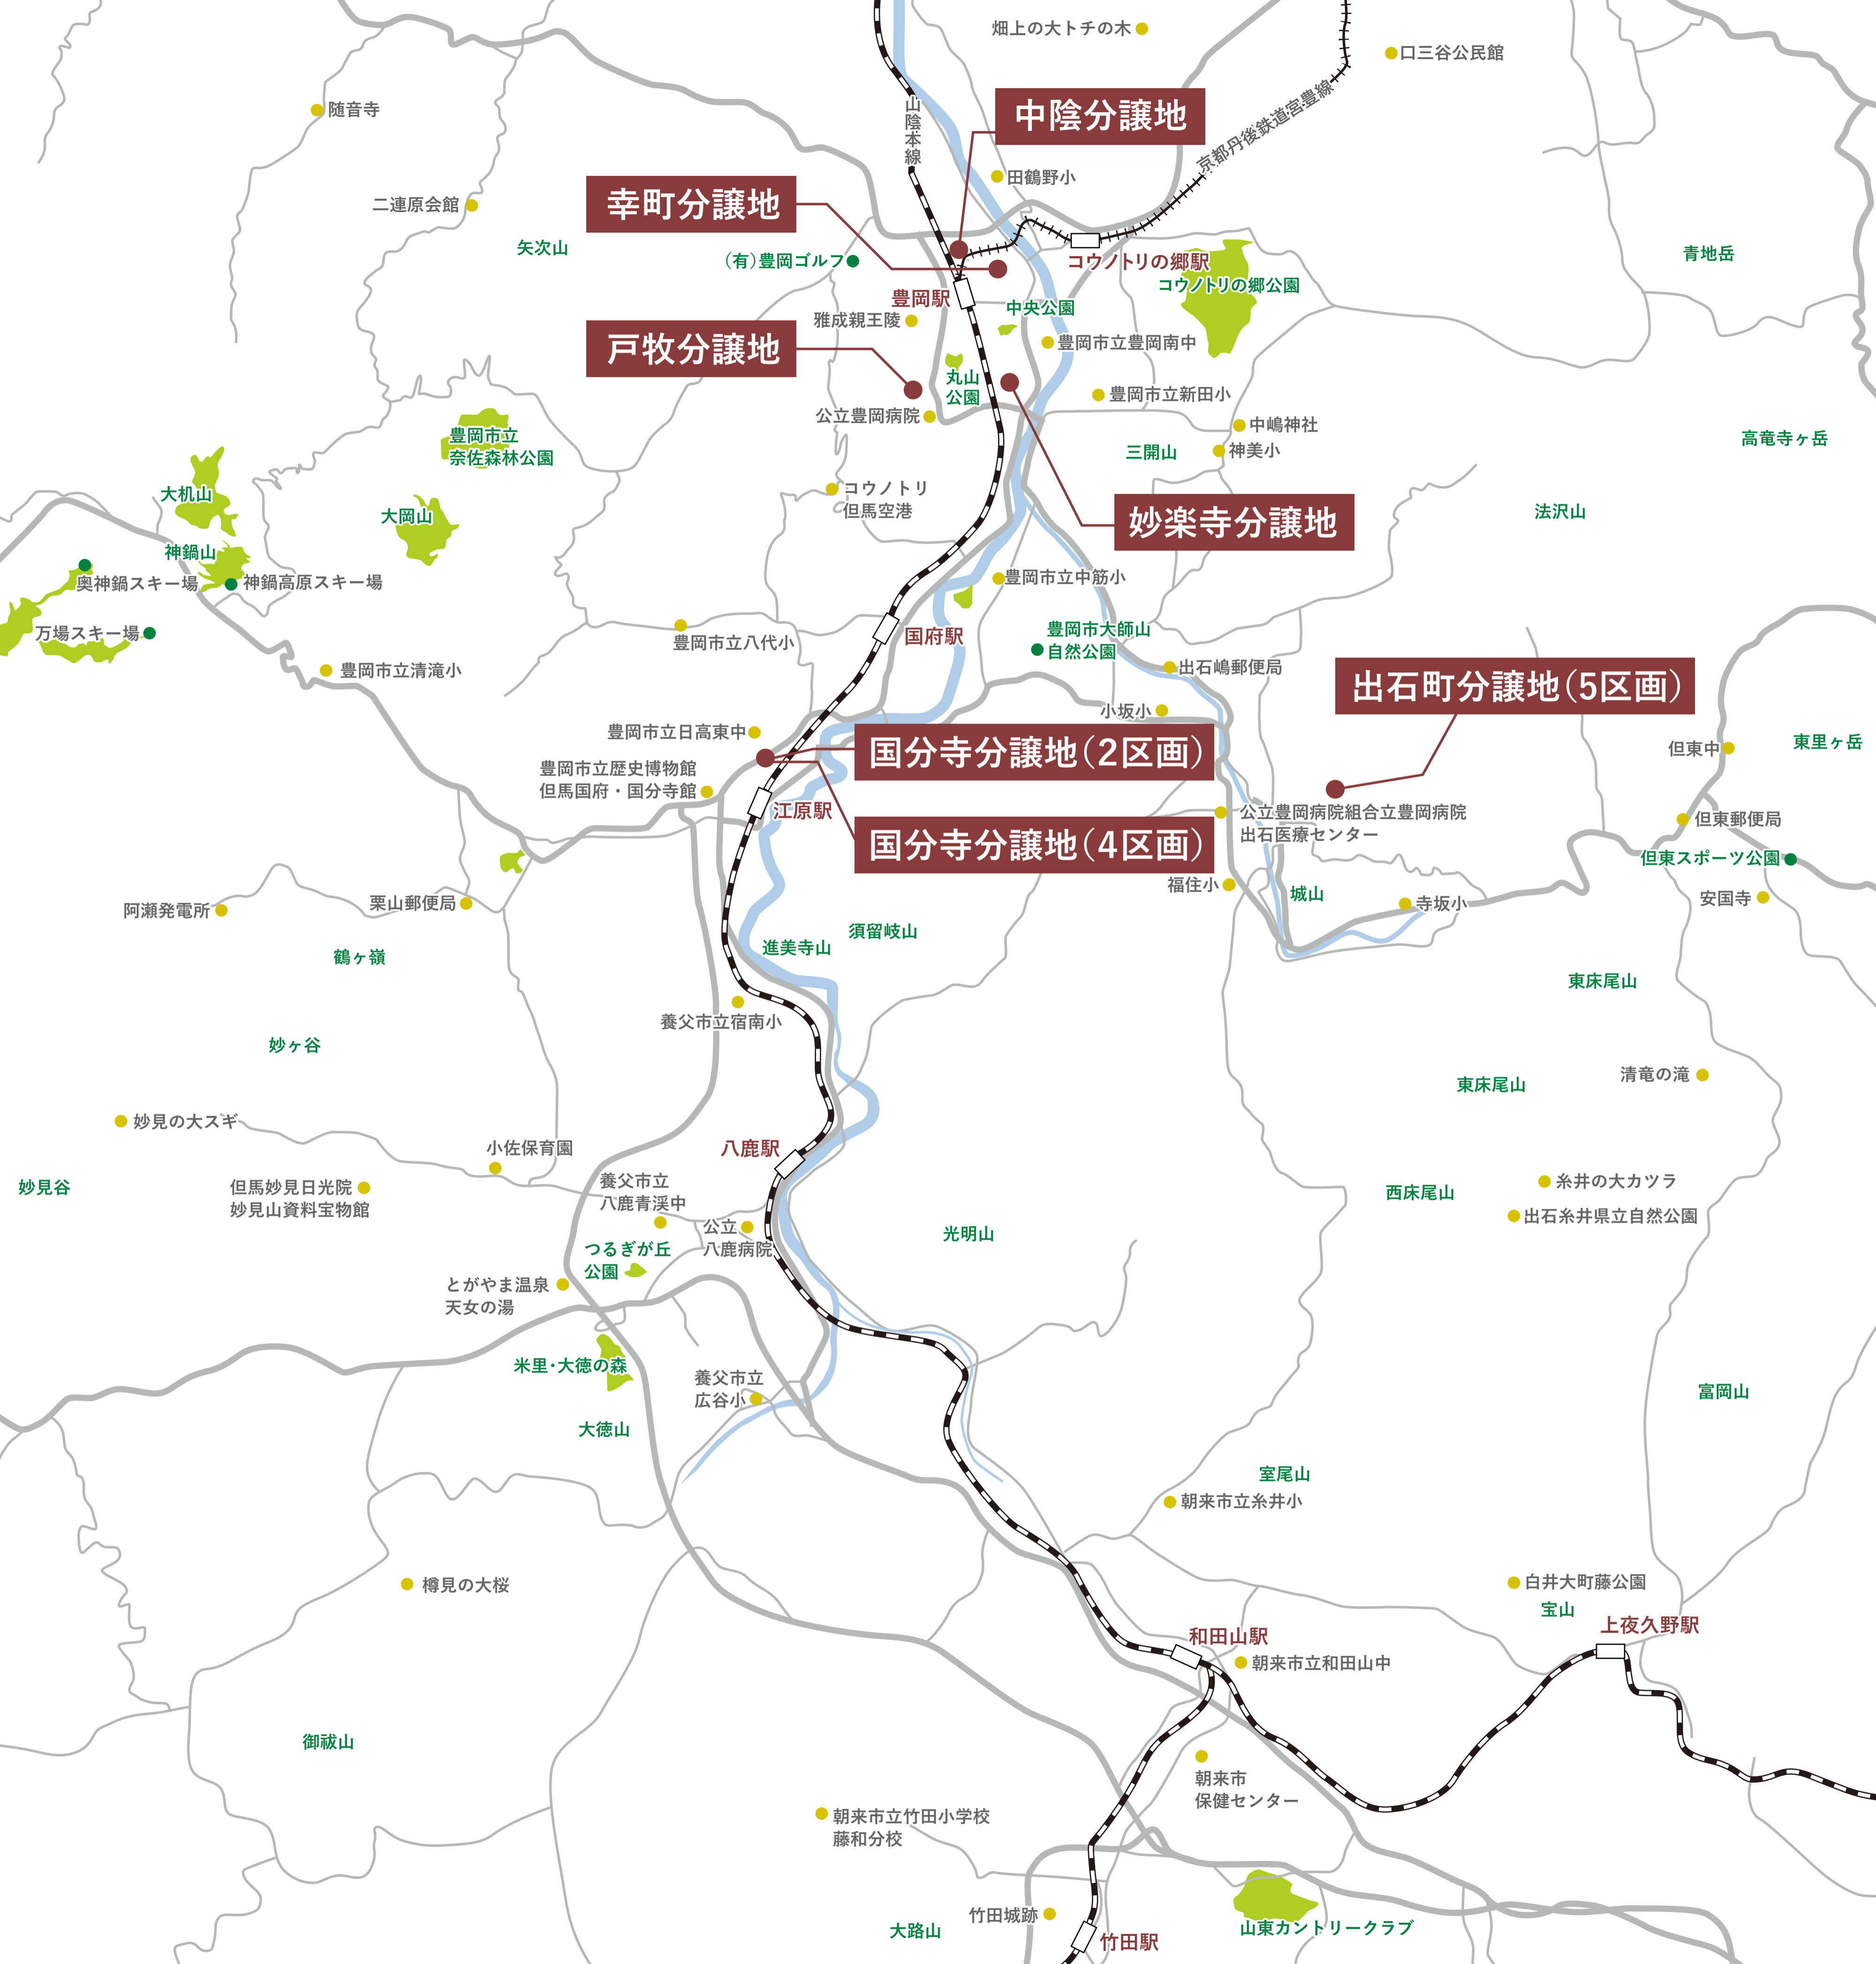 畑上の大トチの木
口三谷公民館
随音寺
山陰本線
中陰分譲地
京都丹後鉄道宮豊線
田鶴野小
幸町分譲地
二連原会館
矢次山
(有)豊岡ゴルフ
コウノトリの郷駅
コウノトリの郷公園
青地岳
豊岡駅
中央公園
雅成親王陵
戸牧分譲地
豊岡市立豊岡南中
丸山
公園
豊岡市立新田小
公立豊岡病院
中嶋神社
神美小
三開山
高竜寺ヶ岳
豊岡市立
奈佐森林公園
大机山
大岡山
コウノトリ
但馬空港
妙楽寺分譲地
法沢山
神鍋山
奥神鍋スキー場
神鍋高原スキー場
豊岡市立中筋小
万場スキー場
豊岡市立八代小
国府駅
豊岡市大師山
自然公園
豊岡市立清滝小
出石嶋郵便局
出石町分譲地(5区画)
小坂小
豊岡市立日高東中
国分寺分譲地(2区画)
但東中
東里ヶ岳
豊岡市立歴史博物館
但馬国府・国分寺館
江原駅
公立豊岡病院組合立豊岡病院
出石医療センター
但東郵便局
国分寺分譲地(4区画)
但東スポーツ公園
福住小
城山
寺坂小
安国寺
阿瀬発電所
栗山郵便局
須留岐山
進美寺山
鶴ヶ嶺
東床尾山
養父市立宿南小
妙ヶ谷
清竜の滝
東床尾山
妙見の大スギ
小佐保育園
八鹿駅
妙見谷
但馬妙見日光院
妙見山資料宝物館
養父市立
八鹿青渓中
糸井の大カツラ
西床尾山
出石糸井県立自然公園
公立
八鹿病院
光明山
つるぎが丘
公園
とがやま温泉
天女の湯
米里・大徳の森
養父市立
広谷小
富岡山
大徳山
室尾山
朝来市立糸井小
樽見の大桜
白井大町藤公園
宝山
上夜久野駅
和田山駅
朝来市立和田山中
御祓山
朝来市
保健センター
朝来市立竹田小学校
藤和分校
竹田城跡
大路山
竹田駅
山東カントリークラブ